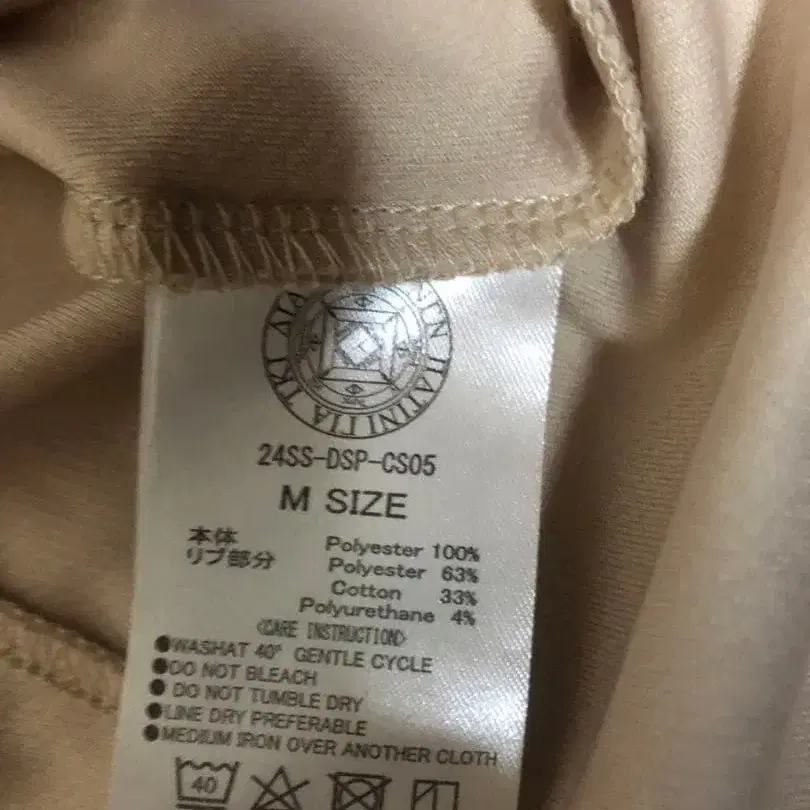 24SS-DSP-CS05
M SIZE
本体 Polyester 100%
リブ部分 Polyester 63%
Cotton 33%
Polyurethane 4%
<CARE INSTRUCTION>
●WASHAT 40° GENTLE CYCLE
●DO NOT BLEACH
● DO NOT TUMBLE DRY
●LINE DRY PREFERABLE
●MEDIUM IRON OVER ANOTHER CLOTH
40